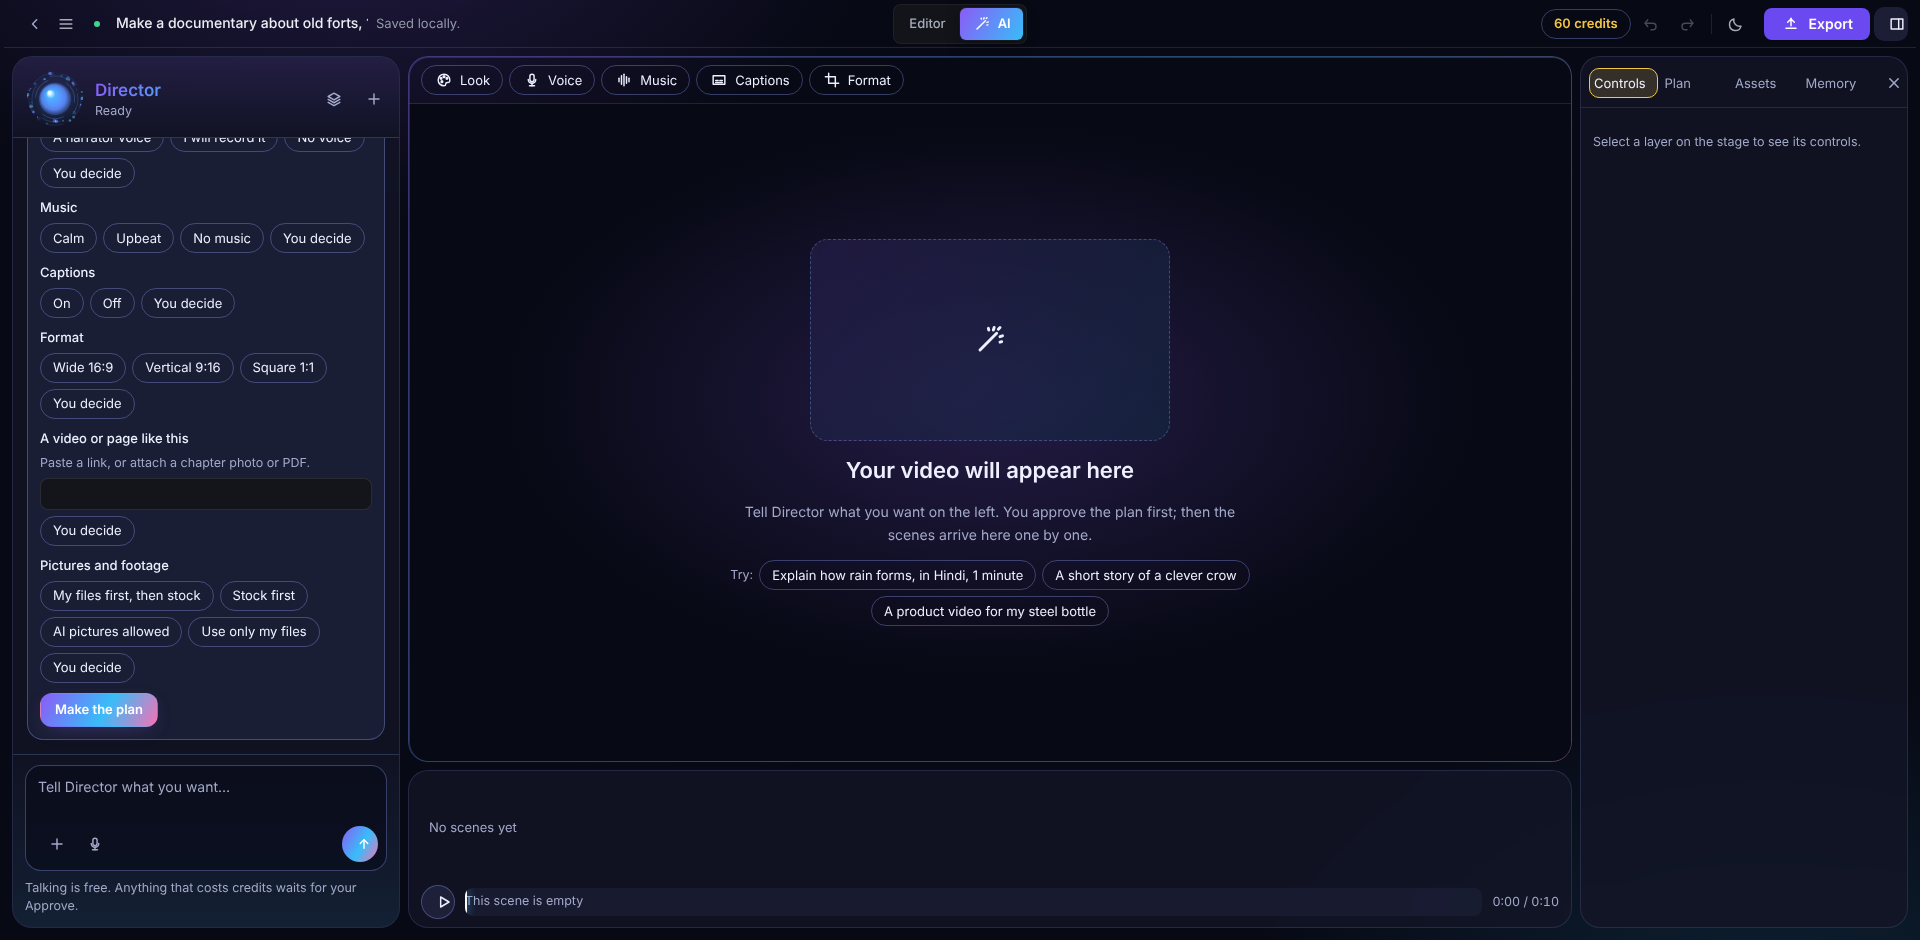 Make a documentary about old forts,
Saved locally.
Editor
AI
60 credits
Export
Director
Ready
A narrator voice
I will record it
No voice
You decide
Music
Calm
Upbeat
No music
You decide
Captions
On
Off
You decide
Format
Wide 16:9
Vertical 9:16
Square 1:1
You decide
A video or page like this
Paste a link, or attach a chapter photo or PDF.
You decide
Pictures and footage
My files first, then stock
Stock first
AI pictures allowed
Use only my files
You decide
Make the plan
Tell Director what you want...
Talking is free. Anything that costs credits waits for your
Approve.
Look
Voice
Music
Captions
Format
Your video will appear here
Tell Director what you want on the left. You approve the plan first; then the
scenes arrive here one by one.
Try:
Explain how rain forms, in Hindi, 1 minute
A short story of a clever crow
A product video for my steel bottle
No scenes yet
This scene is empty
0:00 / 0:10
Controls
Plan
Assets
Memory
Select a layer on the stage to see its controls.